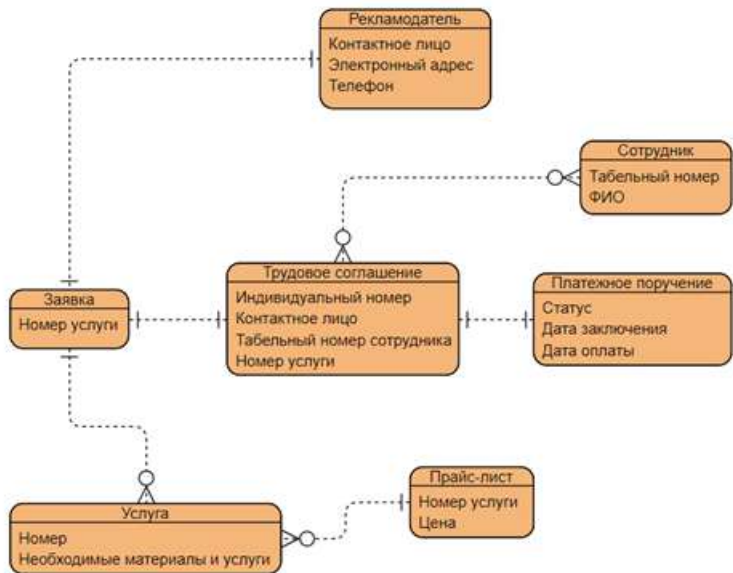 Рекламодатель
Контактное лицо
Электронный адрес
Телефон
Сотрудник
Табельный номер
ФИО
Трудовое соглашение
Индивидуальный номер
Контактное лицо
Табельный номер сотрудника
Номер услуги
Платежное поручение
Статус
Дата заключения
Дата оплаты
Заявка
Номер услуги
Прайс-лист
Номер услуги
Цена
Услуга
Номер
Необходимые материалы и услуги